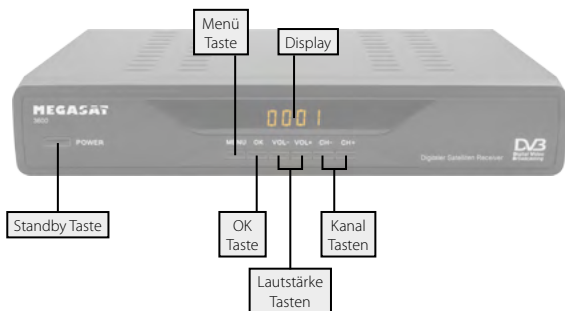 Menü
Taste
Display
MEGASAT
3600
0001
POWER
MENU OK VOL- VOL+ CH- CH+
DVB
Digital Video
Broadcasting
Digitaler Satelliten Receiver
Standby Taste
OK
Taste
Kanal
Tasten
Lautstärke
Tasten